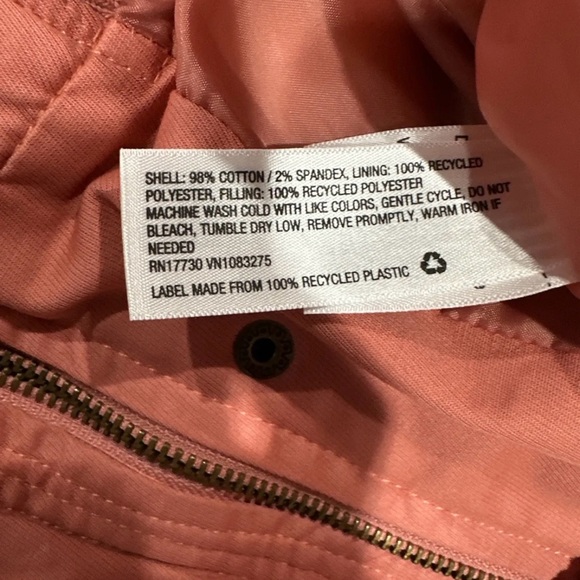 SHELL: 98% COTTON / 2% SPANDEX, LINING: 100% RECYCLED
POLYESTER, FILLING: 100% RECYCLED POLYESTER
MACHINE WASH COLD WITH LIKE COLORS, GENTLE CYCLE, DO NOT
BLEACH, TUMBLE DRY LOW, REMOVE PROMPTLY, WARM IRON IF
NEEDED
RN17730 VN1083275
LABEL MADE FROM 100% RECYCLED PLASTIC